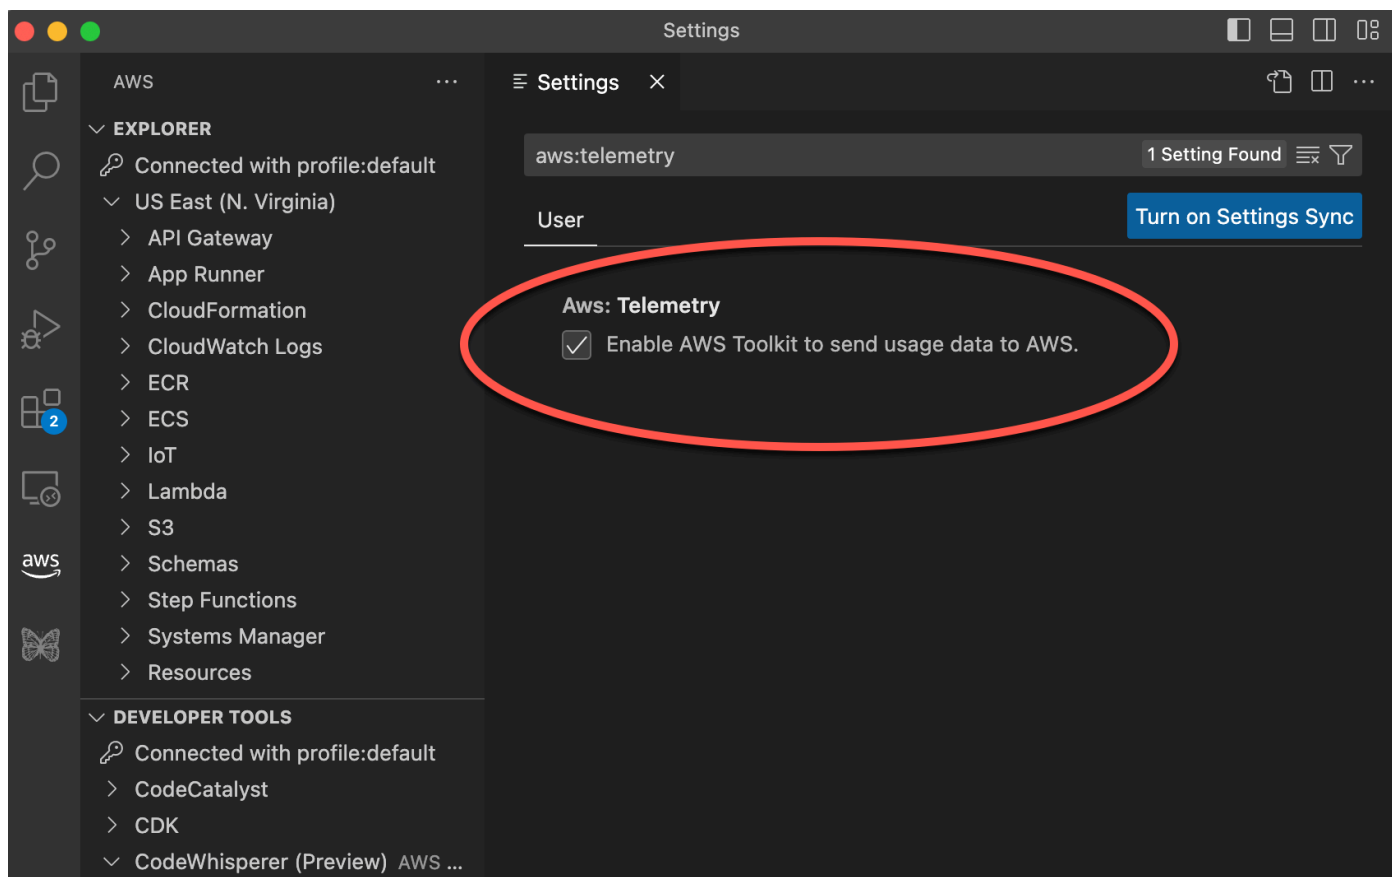 Settings
AWS
Settings
EXPLORER
Connected with profile:default
US East (N. Virginia)
API Gateway
App Runner
CloudFormation
CloudWatch Logs
ECR
ECS
IoT
Lambda
S3
Schemas
Step Functions
Systems Manager
Resources
DEVELOPER TOOLS
Connected with profile:default
CodeCatalyst
CDK
CodeWhisperer (Preview) AWS ...
2
aws
aws:telemetry
1 Setting Found
User
Turn on Settings Sync
Aws: Telemetry
Enable AWS Toolkit to send usage data to AWS.